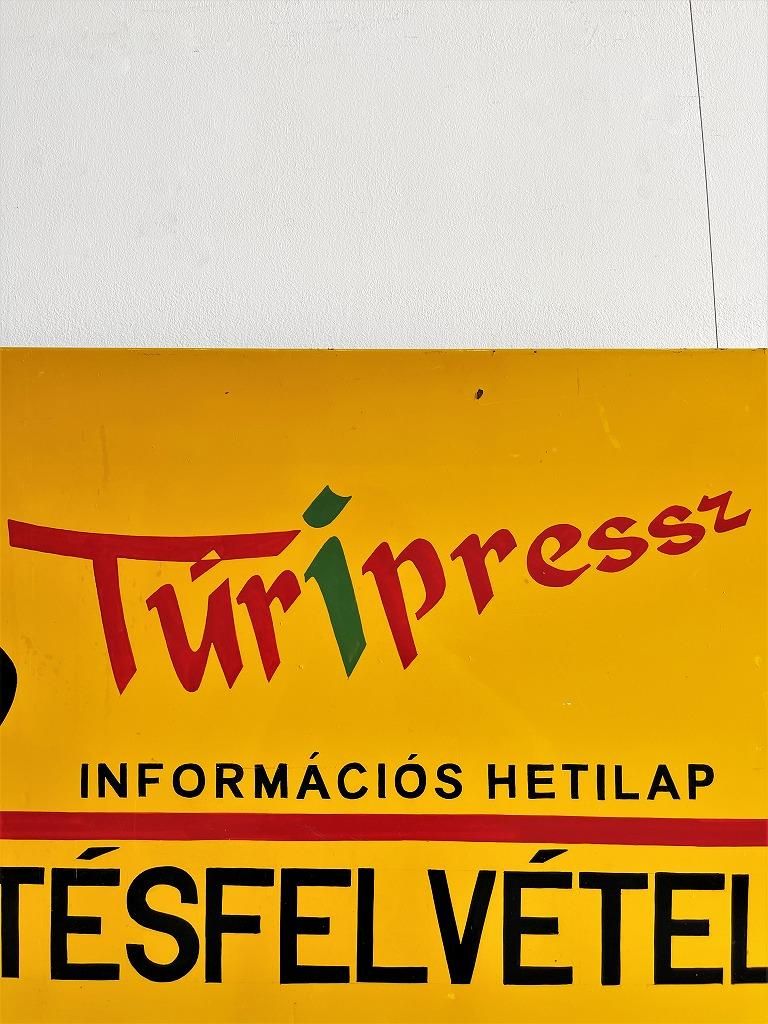 Túripressz
INFORMÁCIÓS HETILAP
TÉSFELVÉTEL